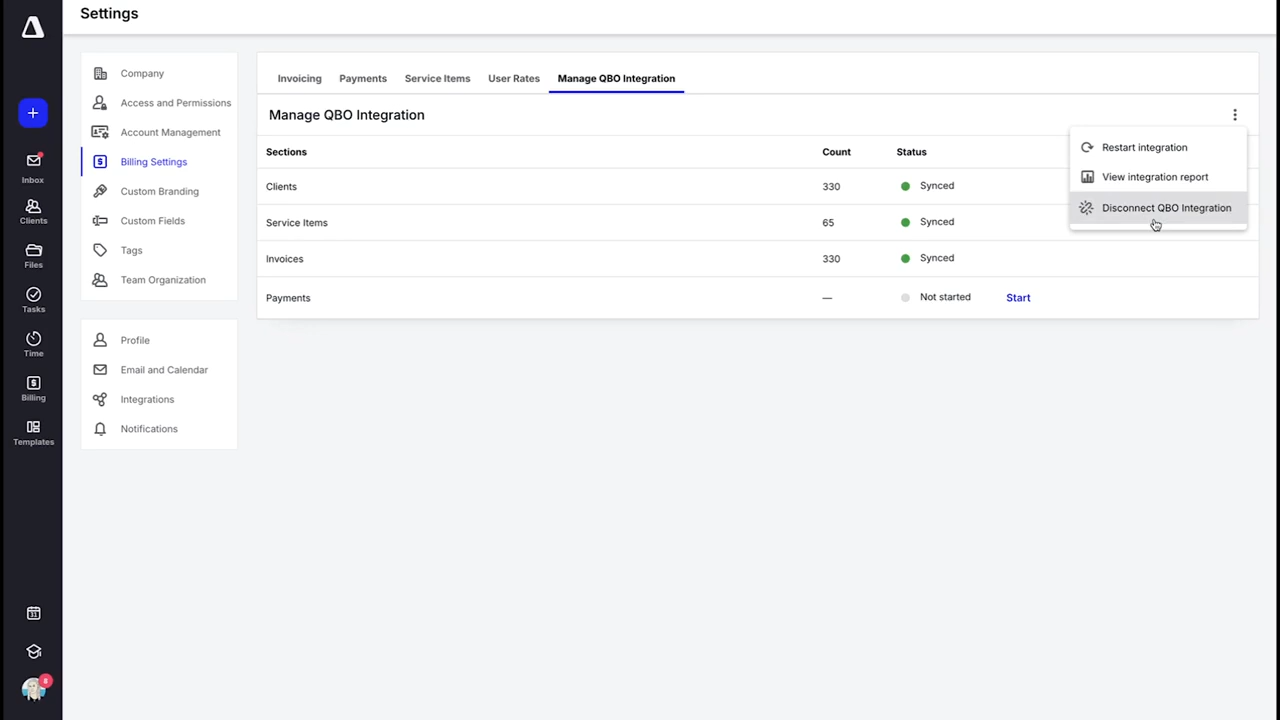 Settings
Inbox
Clients
Files
Tasks
Time
Billing
Templates
31
8
Company
Access and Permissions
Account Management
Billing Settings
Custom Branding
Custom Fields
Tags
Team Organization
Profile
Email and Calendar
Integrations
Notifications
Invoicing Payments Service Items User Rates Manage QBO Integration
Manage QBO Integration
Sections Count Status
Clients 330 Synced
Service Items 65 Synced
Invoices 330 Synced
Payments — Not started Start
Restart integration
View integration report
Disconnect QBO Integration